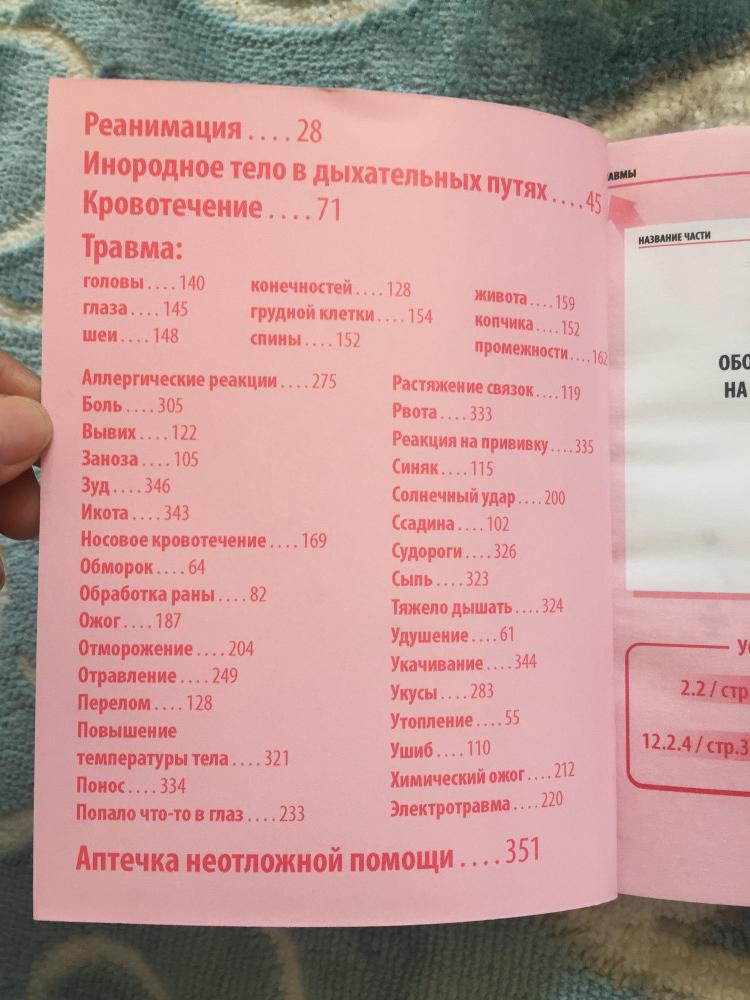 Реанимация .... 28
Инородное тело в дыхательных путях .... 45
Кровотечение .... 71
Травма:
головы .... 140
глаза .... 145
шеи .... 148
конечностей .... 128
грудной клетки .... 154
спины .... 152
живота .... 159
копчика .... 152
промежности .... 162
Аллергические реакции .... 275
Боль .... 305
Вывих .... 122
Заноза .... 105
Зуд .... 346
Икота .... 343
Носовое кровотечение .... 169
Обморок .... 64
Обработка раны .... 82
Ожог .... 187
Отморожение .... 204
Отравление .... 249
Перелом .... 128
Повышение
температуры тела .... 321
Понос .... 334
Попало что-то в глаз .... 233
Растяжение связок .... 119
Рвота .... 333
Реакция на прививку .... 335
Синяк .... 115
Солнечный удар .... 200
Ссадина .... 102
Судороги .... 326
Сыпь .... 323
Тяжело дышать .... 324
Удушение .... 61
Укачивание .... 344
Укусы .... 283
Утопление .... 55
Ушиб .... 110
Химический ожог .... 212
Электротравма .... 220
Аптечка неотложной помощи .... 351
НАЗВАНИЕ ЧАСТИ
НА
2.2 / стр
12.2.4 / стр.3